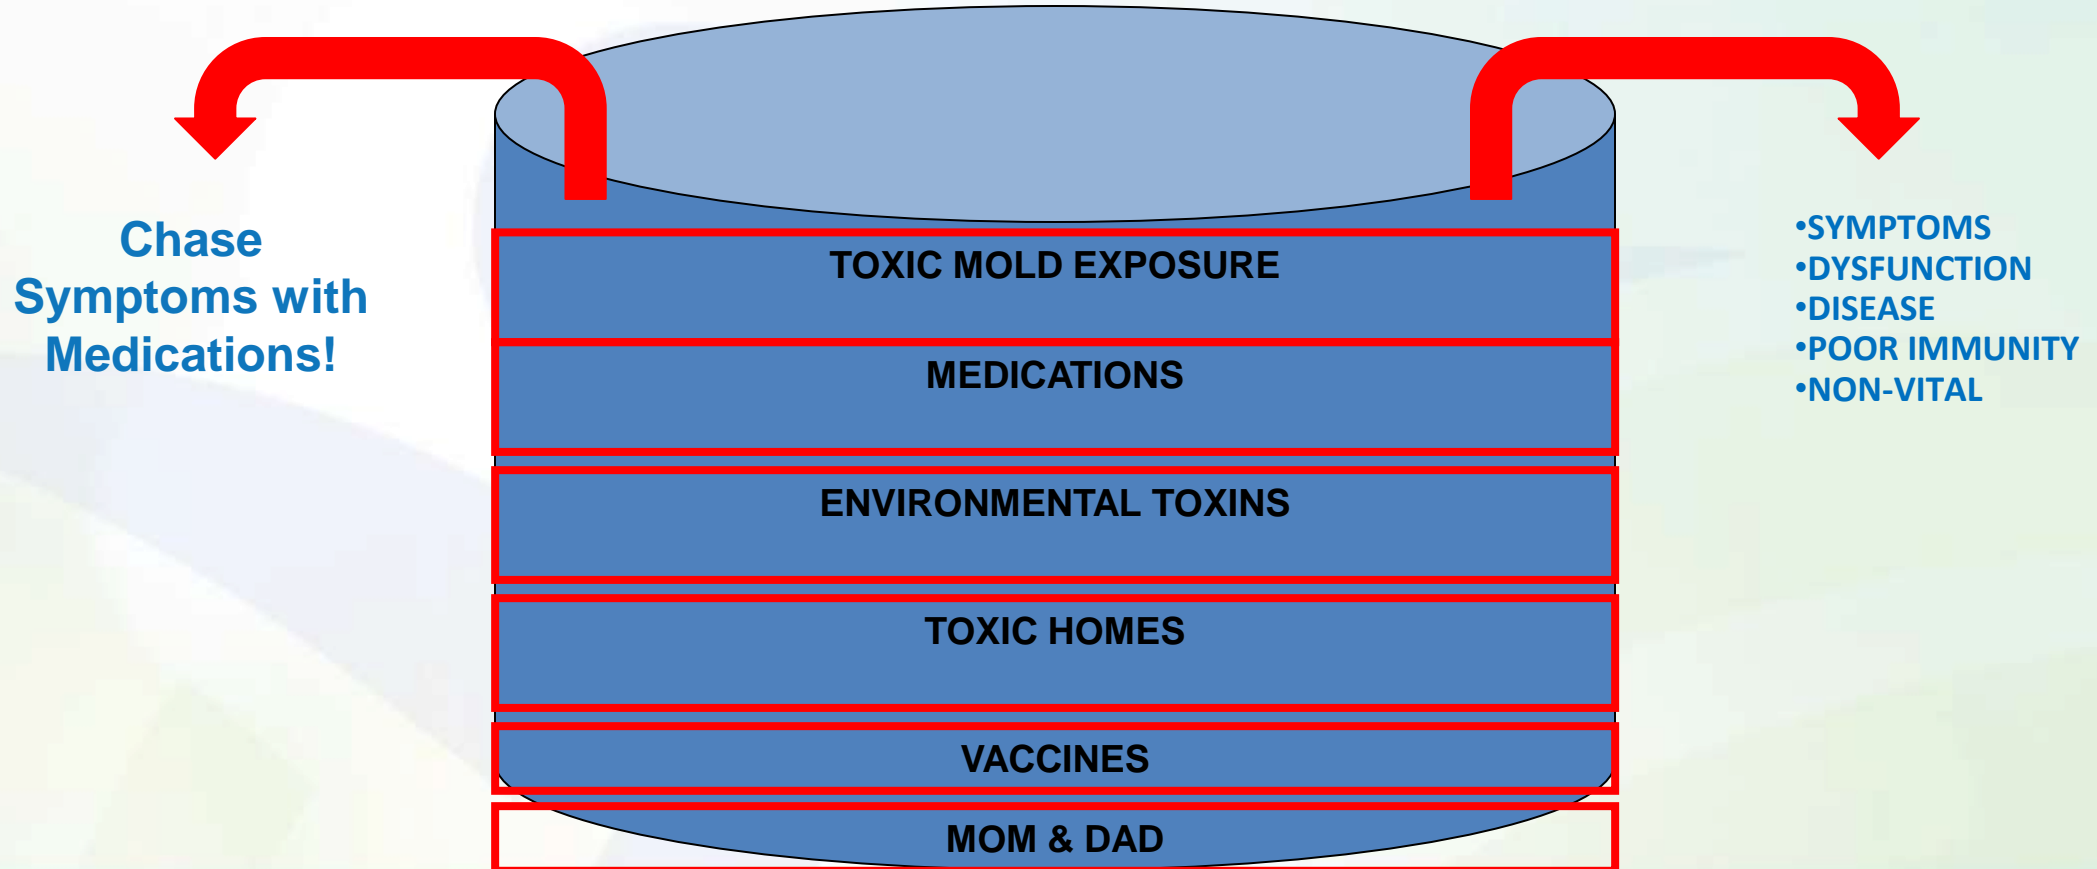 Chase
Symptoms with
Medications!
TOXIC MOLD EXPOSURE
MEDICATIONS
ENVIRONMENTAL TOXINS
TOXIC HOMES
VACCINES
MOM & DAD
•SYMPTOMS
•DYSFUNCTION
•DISEASE
•POOR IMMUNITY
•NON-VITAL